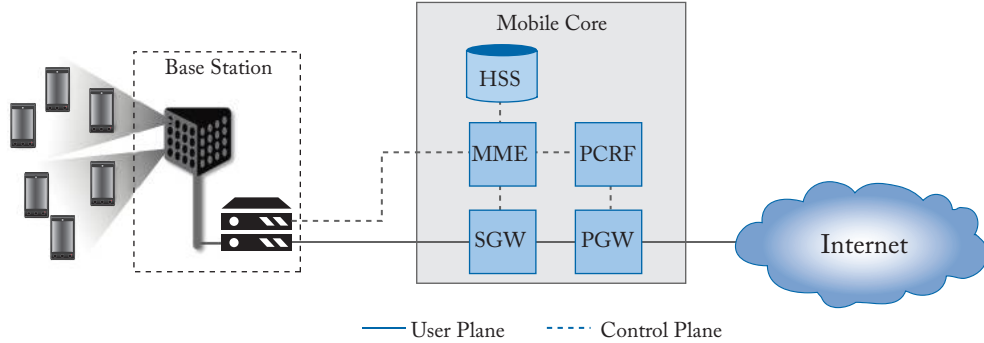 Mobile Core
Base Station
HSS
MME
PCRF
SGW
PGW
Internet
User Plane
Control Plane